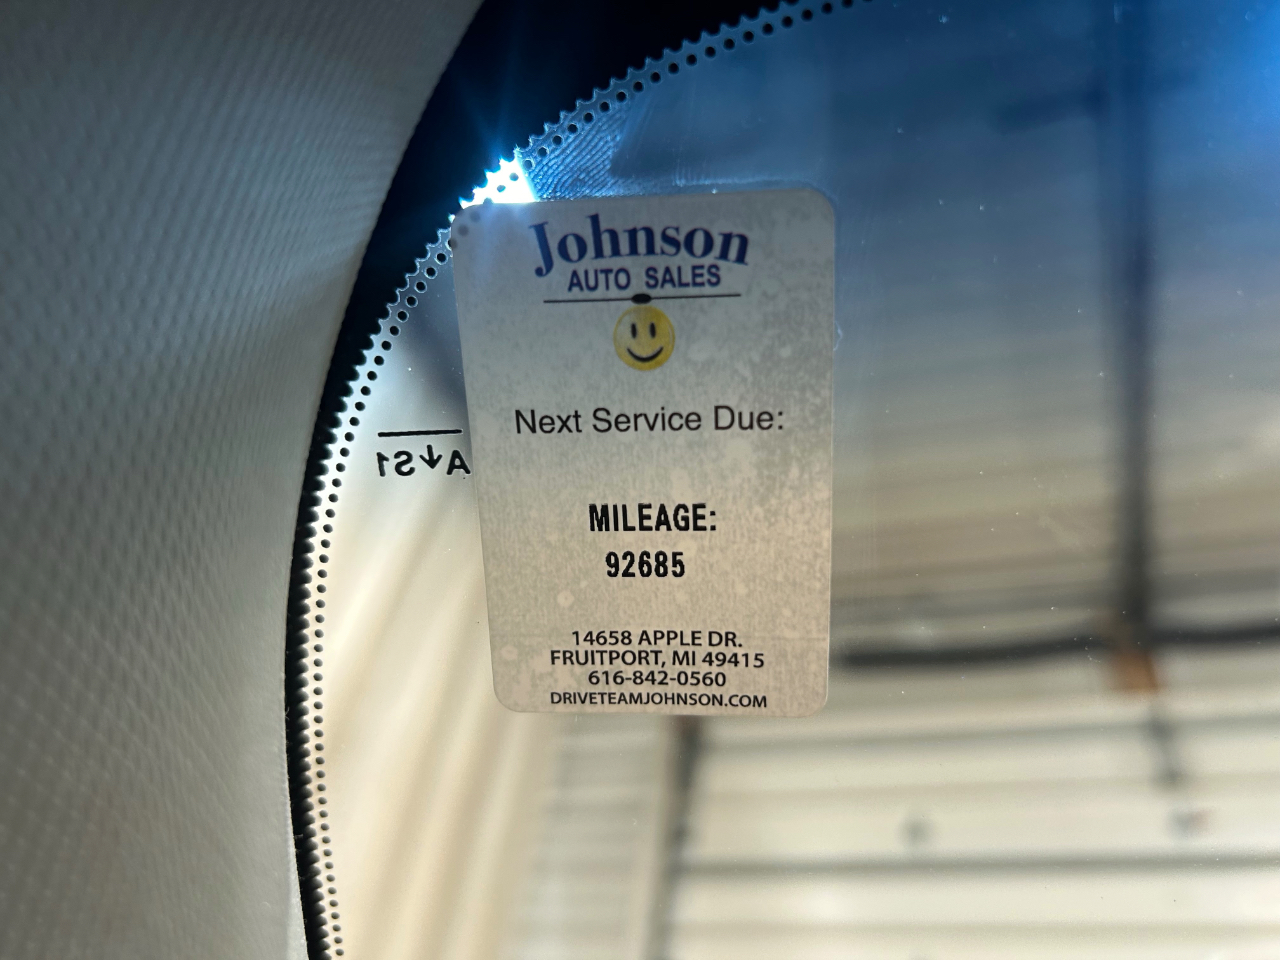 Johnson
AUTO SALES
Next Service Due:
MILEAGE:
92685
14658 APPLE DR.
FRUITPORT, MI 49415
616-842-0560
DRIVETEAMJOHNSON.COM
A↓S1